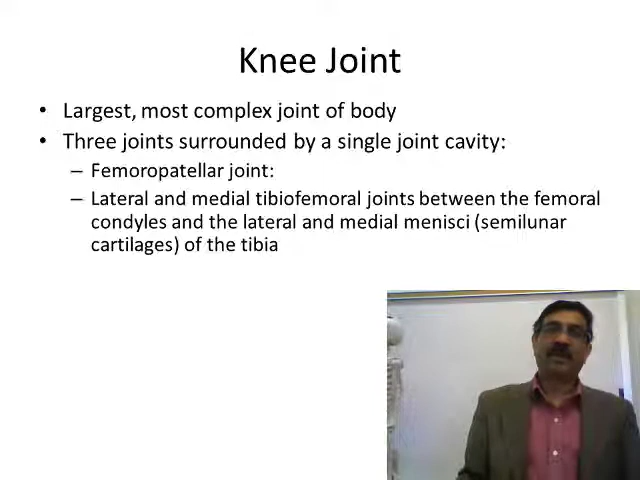 Knee Joint
• Largest, most complex joint of body
• Three joints surrounded by a single joint cavity:
– Femoropatellar joint:
– Lateral and medial tibiofemoral joints between the femoral
condyles and the lateral and medial menisci (semilunar
cartilages) of the tibia